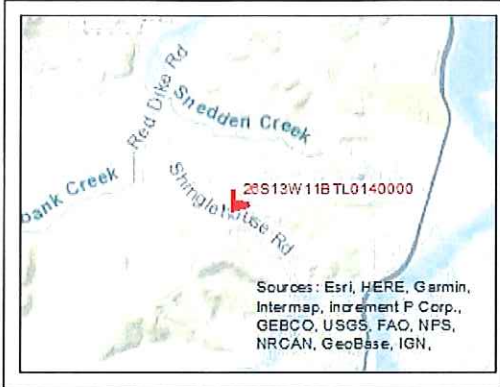 Red Dike Rd
Snedden Creek
bank Creek
26S13W11BTL0140000
Shinglehouse Rd
Sources: Esri, HERE, Garmin,
Intermap, increment P Corp.,
GEBCO, USGS, FAO, NPS,
NRCAN, GeoBase, IGN,